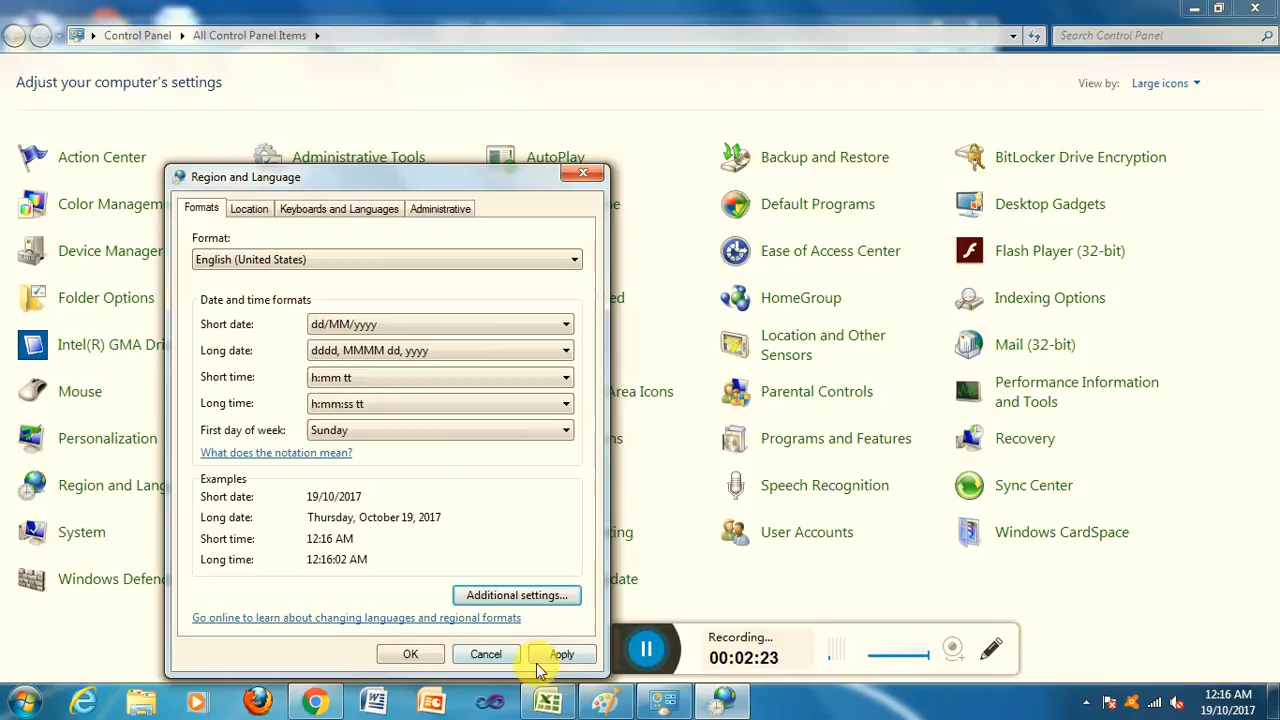 Control Panel
All Control Panel Items
Search Control Panel
Adjust your computer's settings
View by: Large icons
Action Center
Administrative Tools
AutoPlay
Backup and Restore
BitLocker Drive Encryption
Region and Language
Color Managem
Default Programs
Desktop Gadgets
Formats
Location
Keyboards and Languages
Administrative
Format:
Device Manager
Ease of Access Center
Flash Player (32-bit)
English (United States)
Folder Options
Date and time formats
HomeGroup
Indexing Options
Short date: dd/MM/yyyy
Intel(R) GMA Dri
Location and Other
Sensors
Mail (32-bit)
Long date: dddd, MMMM dd, yyyy
Short time: h:mm tt
Mouse
Area Icons
Parental Controls
Performance Information
and Tools
Long time: h:mm:ss tt
First day of week: Sunday
Personalization
Programs and Features
Recovery
What does the notation mean?
Examples
Region and Lang
Speech Recognition
Sync Center
Short date: 19/10/2017
Long date: Thursday, October 19, 2017
System
User Accounts
Windows CardSpace
Short time: 12:16 AM
Long time: 12:16:02 AM
Windows Defend
Additional settings...
Go online to learn about changing languages and regional formats
OK
Cancel
Apply
Recording...
00:02:23
12:16 AM
19/10/2017